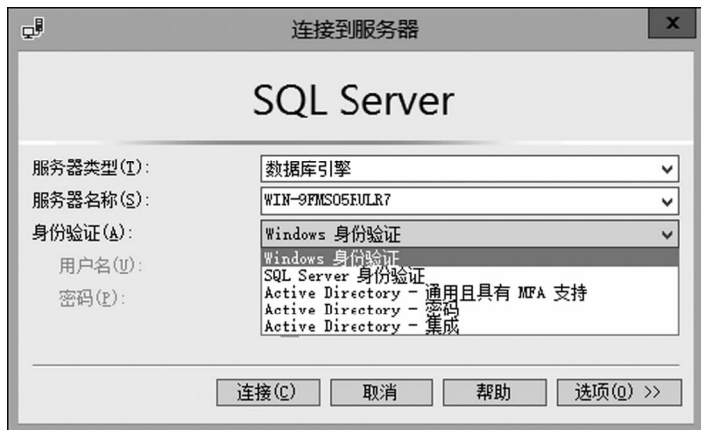 连接到服务器
x
SQL Server
服务器类型(T):
数据库引擎
服务器名称(S):
WIN-9FMSO5EULR7
身份验证(A):
Windows 身份验证
Windows 身份验证
SQL Server 身份验证
用户名(U):
Active Directory - 通用且具有 MFA 支持
密码(P):
Active Directory - 密码
Active Directory - 集成
连接(C)
取消
帮助
选项(O) >>